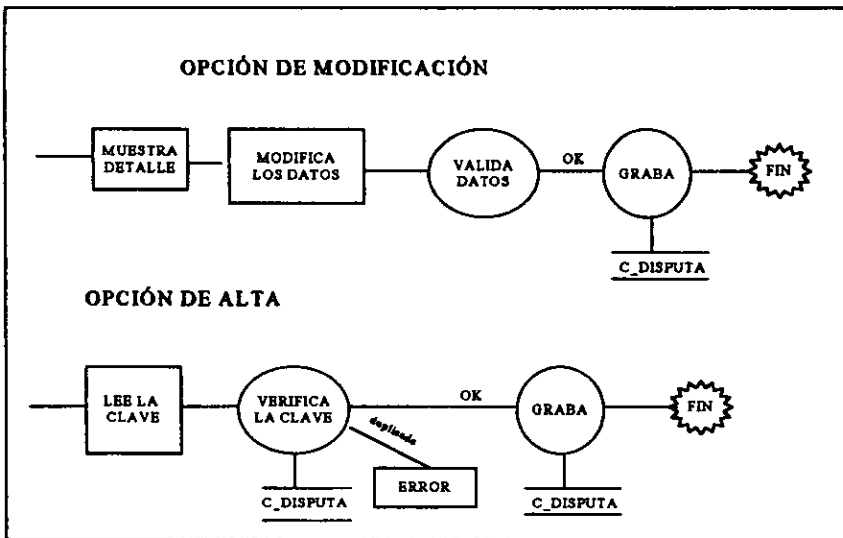 OPCIÓN DE MODIFICACIÓN
MUESTRA
DETALLE
MODIFICA
LOS DATOS
VALIDA
DATOS
OK
GRABA
FIN
C_DISPUTA
OPCIÓN DE ALTA
LEE LA
CLAVE
VERIFICA
LA CLAVE
OK
GRABA
FIN
duplicada
ERROR
C_DISPUTA
C_DISPUTA